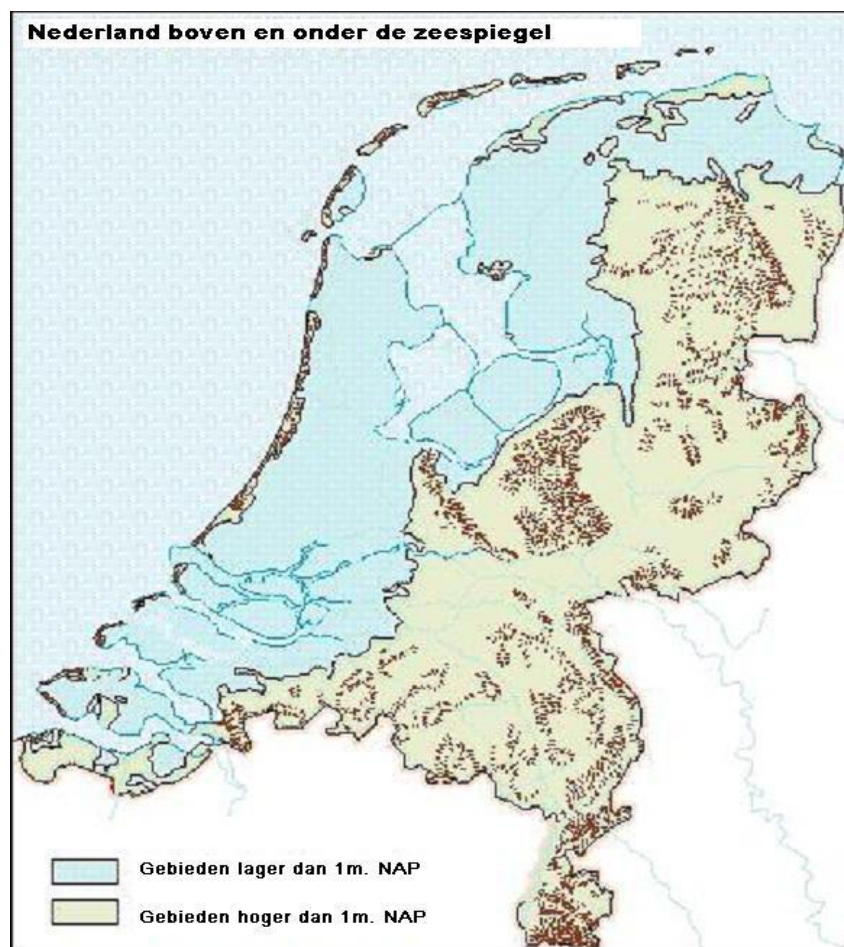 Nederland boven en onder de zeespiegel
Gebieden lager dan 1m. NAP
Gebieden hoger dan 1m. NAP